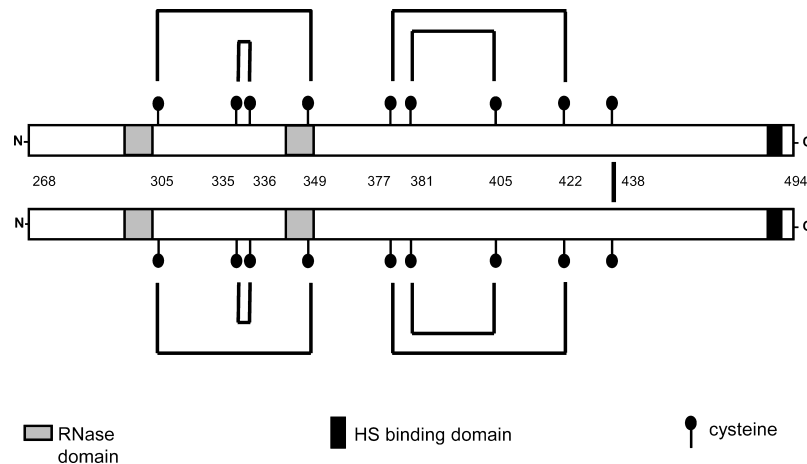 N- - C
268 305 335 336 349 377 381 405 422 438 494
N- - C
RNase domain
HS binding domain
cysteine